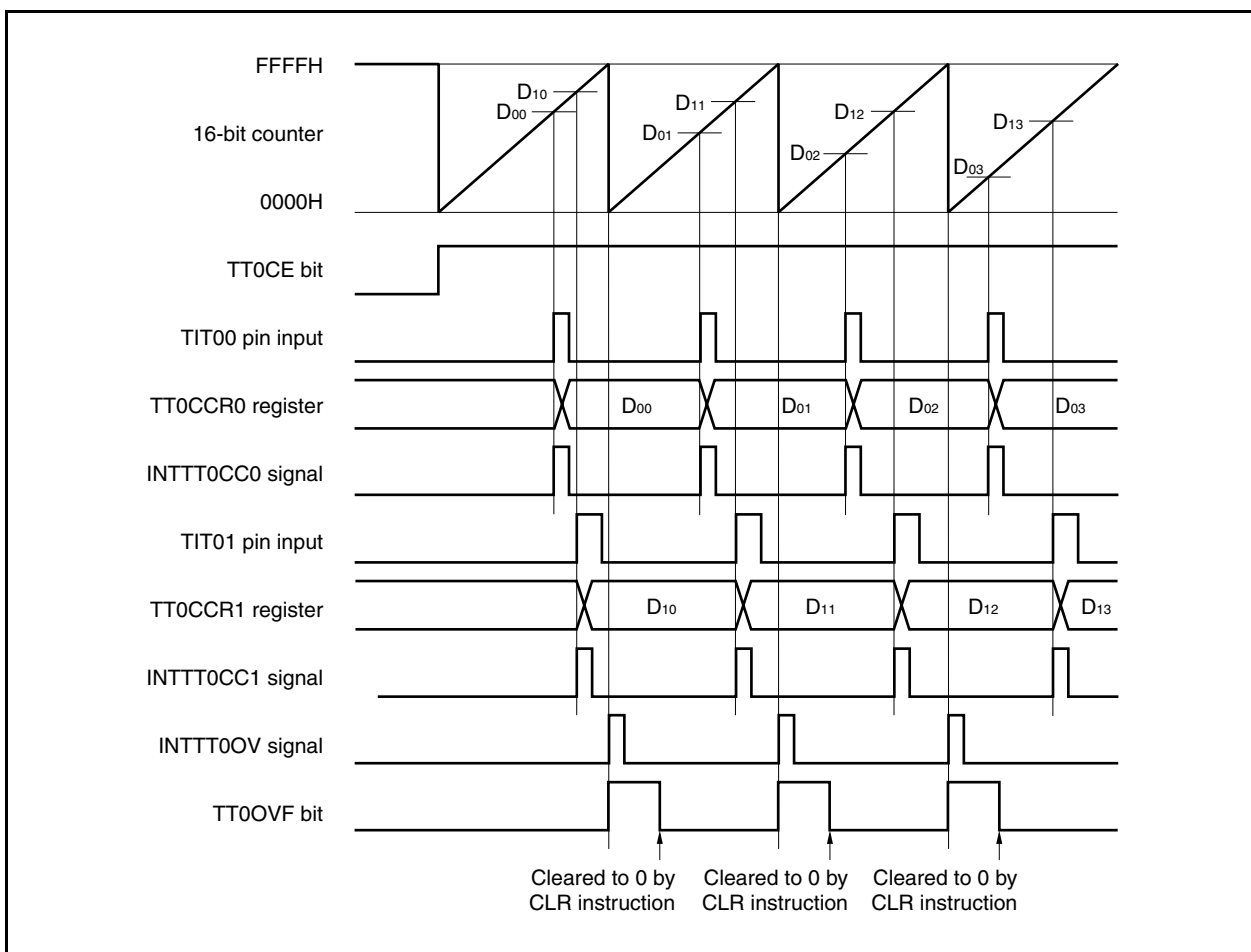 FFFFH
D10
D00
D11
D01
D12
D02
D13
D03
16-bit counter
0000H
TT0CE bit
TIT00 pin input
TT0CCR0 register
D00
D01
D02
D03
INTTT0CC0 signal
TIT01 pin input
TT0CCR1 register
D10
D11
D12
D13
INTTT0CC1 signal
INTTT0OV signal
TT0OVF bit
Cleared to 0 by
CLR instruction
Cleared to 0 by
CLR instruction
Cleared to 0 by
CLR instruction